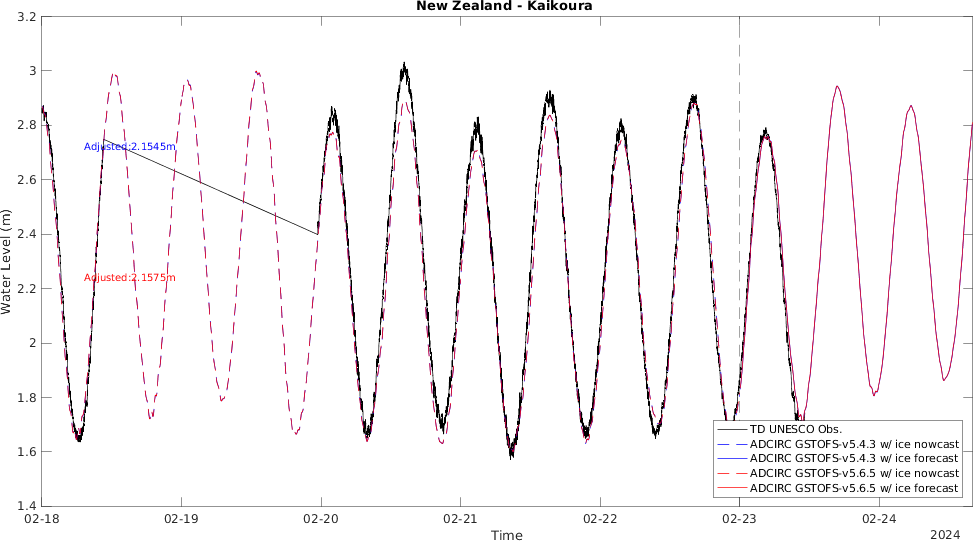 New Zealand - Kaikoura
Water Level (m)
3.2
3
2.8
2.6
2.4
2.2
2
1.8
1.6
1.4
Adjusted:2.1545m
Adjusted:2.1575m
TD UNESCO Obs.
ADCIRC GSTOFS-v5.4.3 w/ ice nowcast
ADCIRC GSTOFS-v5.4.3 w/ ice forecast
ADCIRC GSTOFS-v5.6.5 w/ ice nowcast
ADCIRC GSTOFS-v5.6.5 w/ ice forecast
02-18 02-19 02-20 02-21 02-22 02-23 02-24
Time
2024